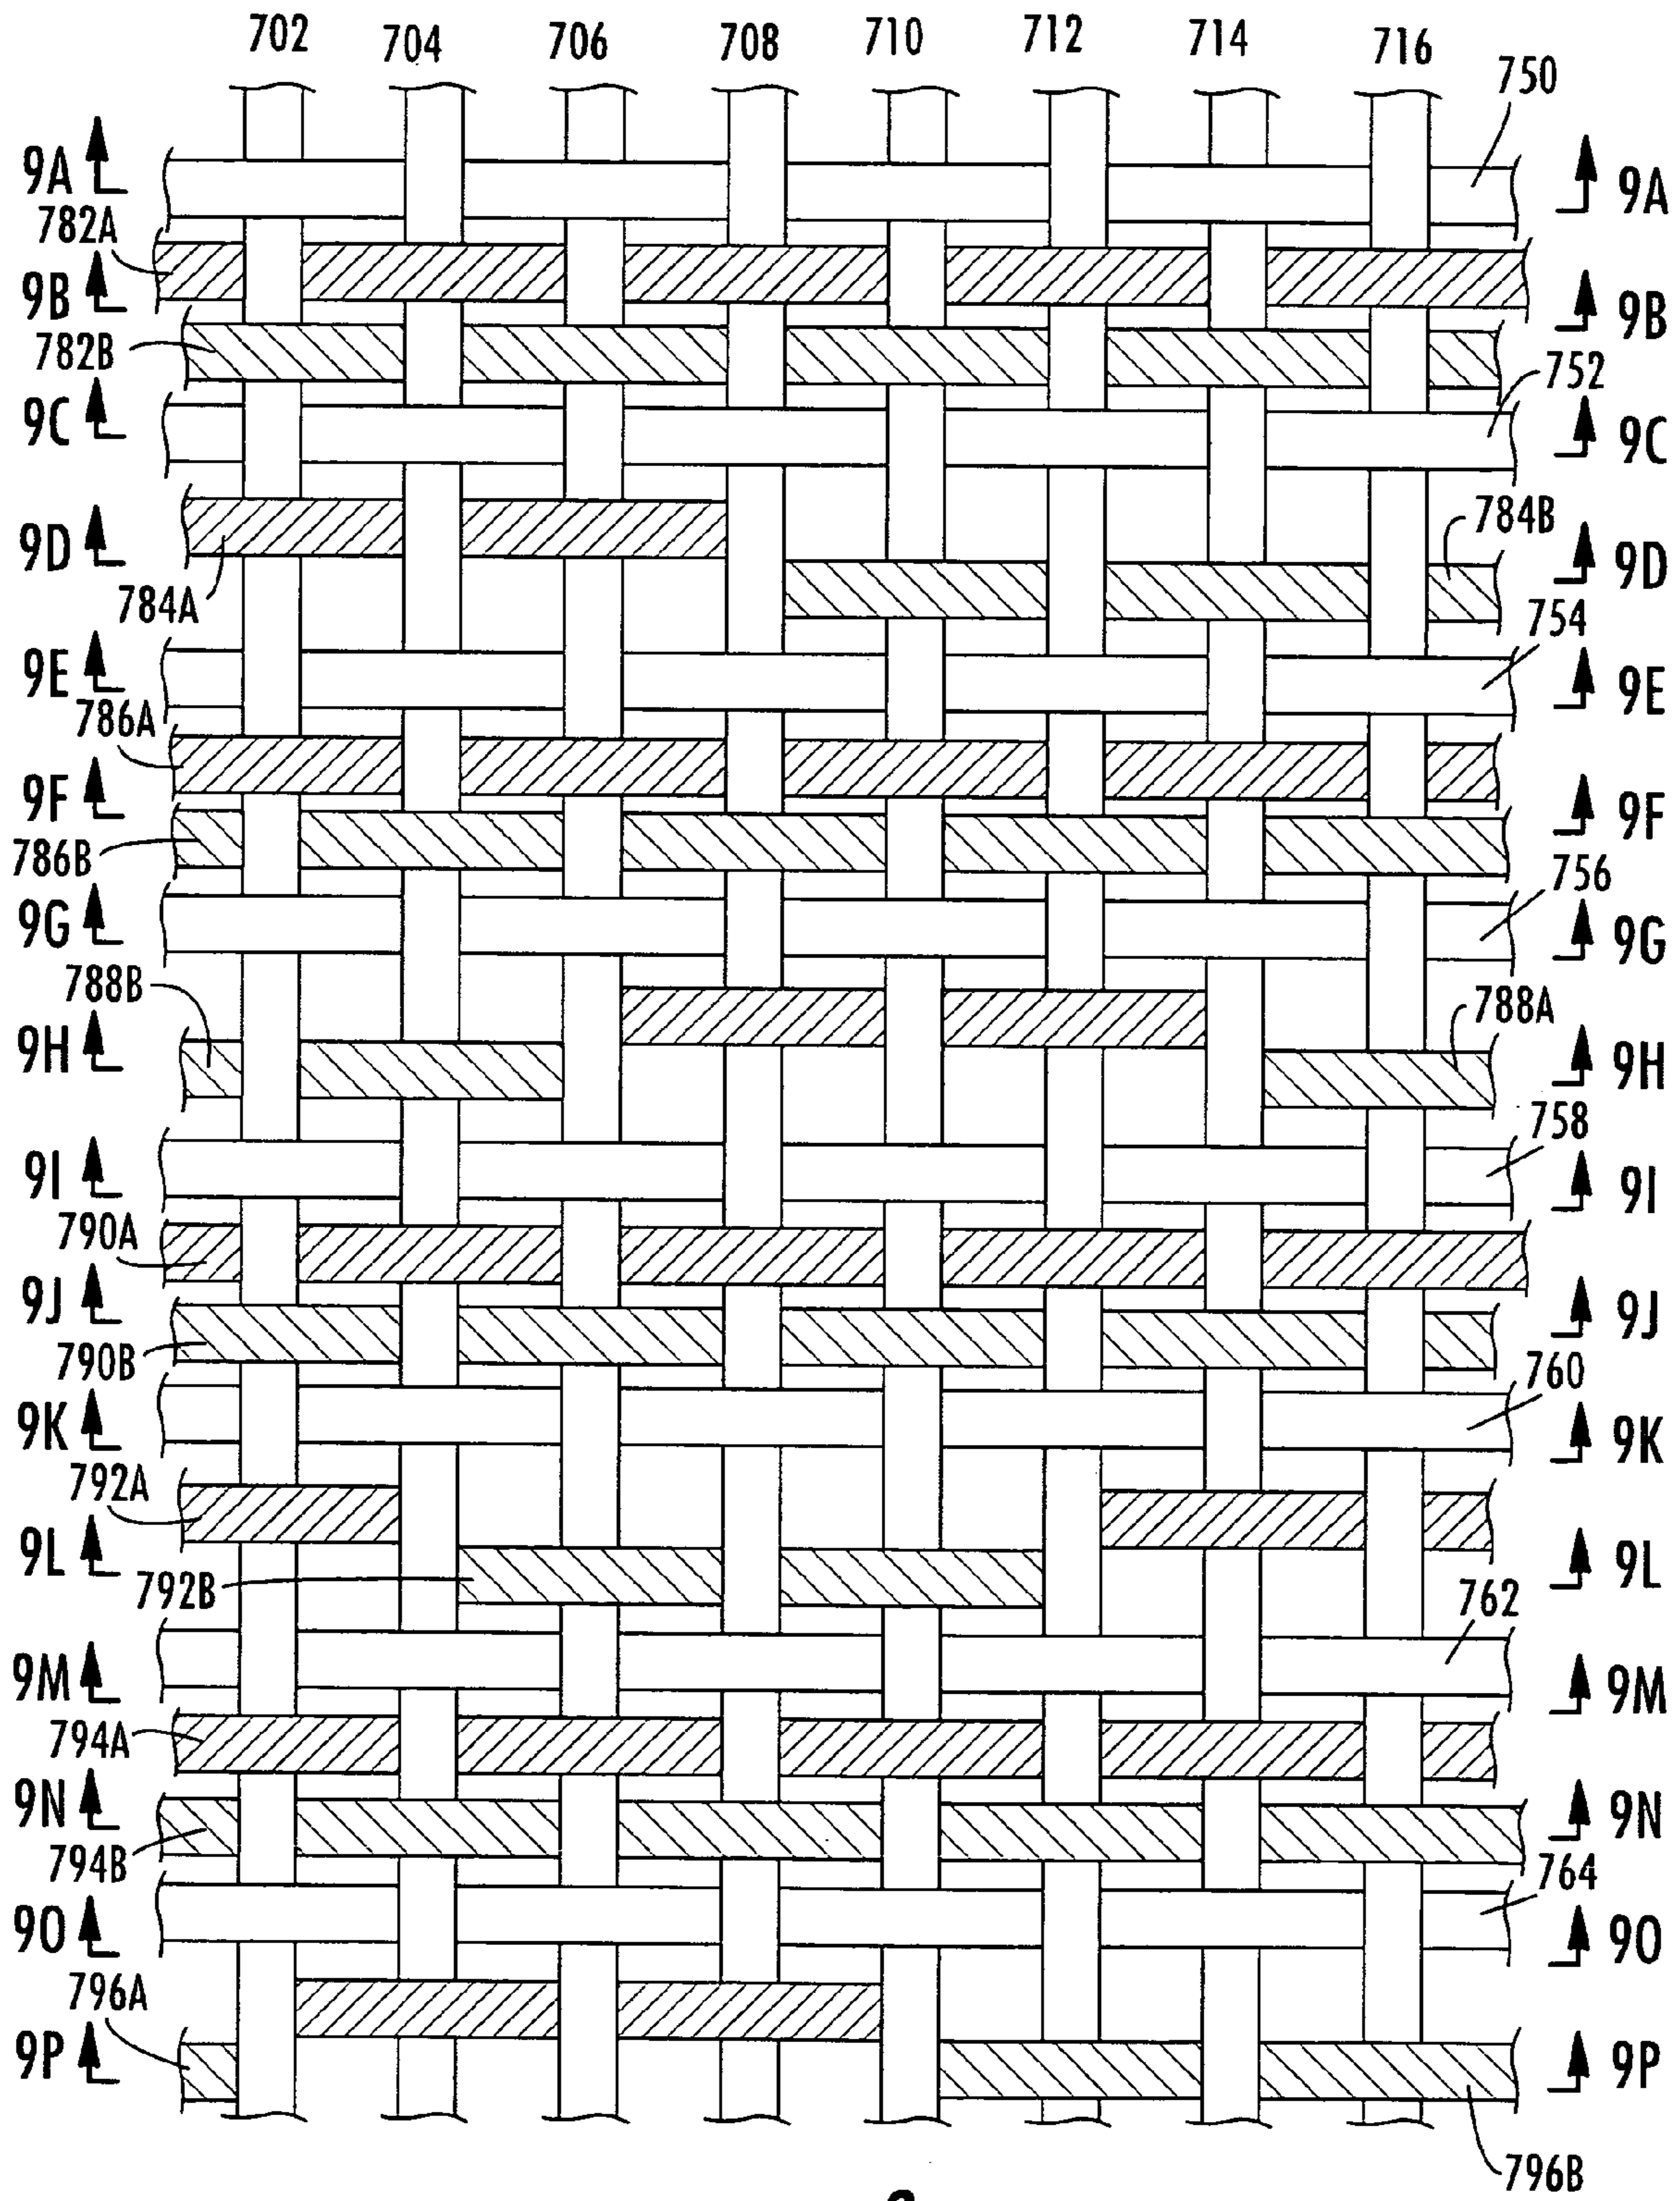 702 704 706 708 710 712 714 716
750
9A 9A
782A
9B 9B
782B
752
9C 9C
784B
9D 9D
784A
754
9E 9E
786A
9F 9F
786B
756
9G 9G
788B
788A
9H 9H
758
9I 9I
790A
9J 9J
790B
760
9K 9K
792A
9L 9L
792B
762
9M 9M
794A
9N 9N
794B
764
9O 9O
796A
9P 9P
796B